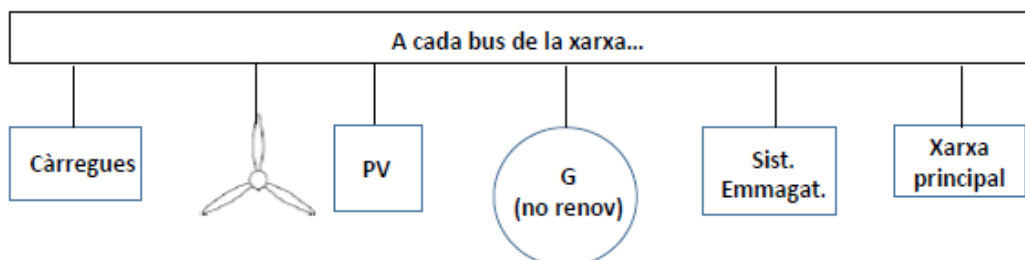 A cada bus de la xarxa...
Càrregues
PV
G
(no renov)
Sist.
Emmagat.
Xarxa
principal